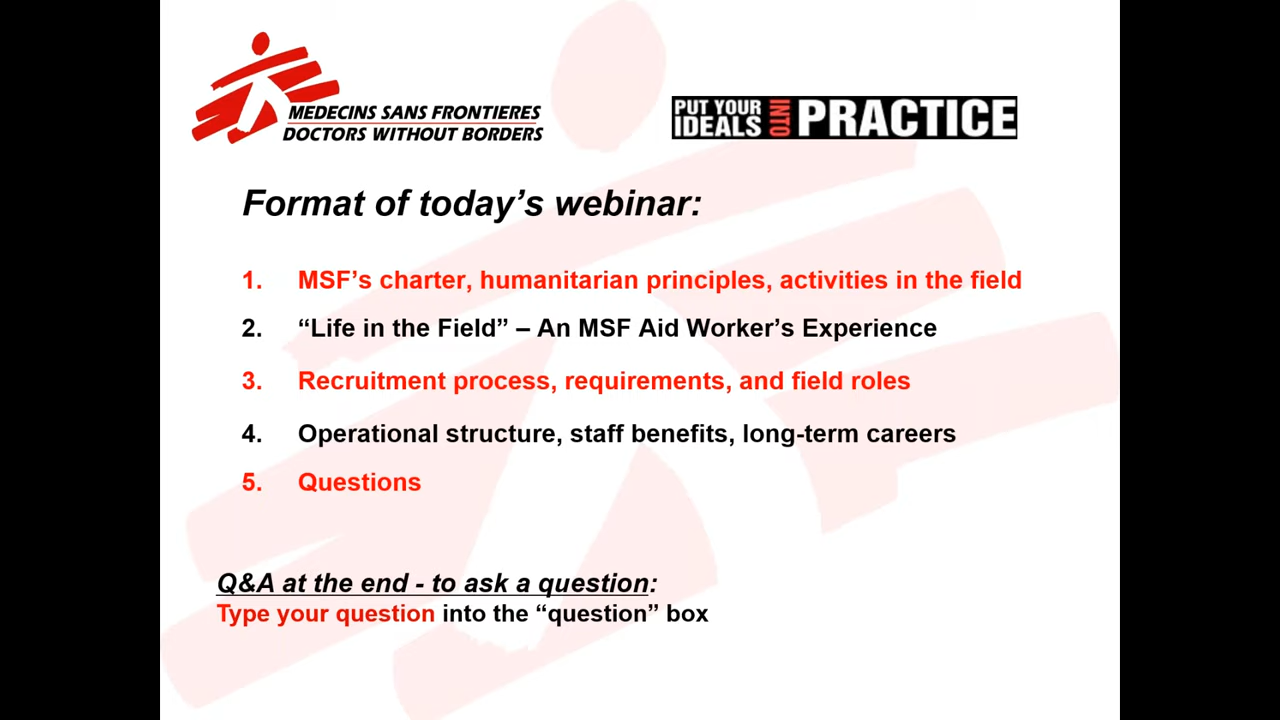 MEDECINS SANS FRONTIERES
DOCTORS WITHOUT BORDERS
PUT YOUR IDEALS INTO PRACTICE
Format of today’s webinar:
1. MSF’s charter, humanitarian principles, activities in the field
2. “Life in the Field” – An MSF Aid Worker’s Experience
3. Recruitment process, requirements, and field roles
4. Operational structure, staff benefits, long-term careers
5. Questions
Q&A at the end - to ask a question:
Type your question into the “question” box